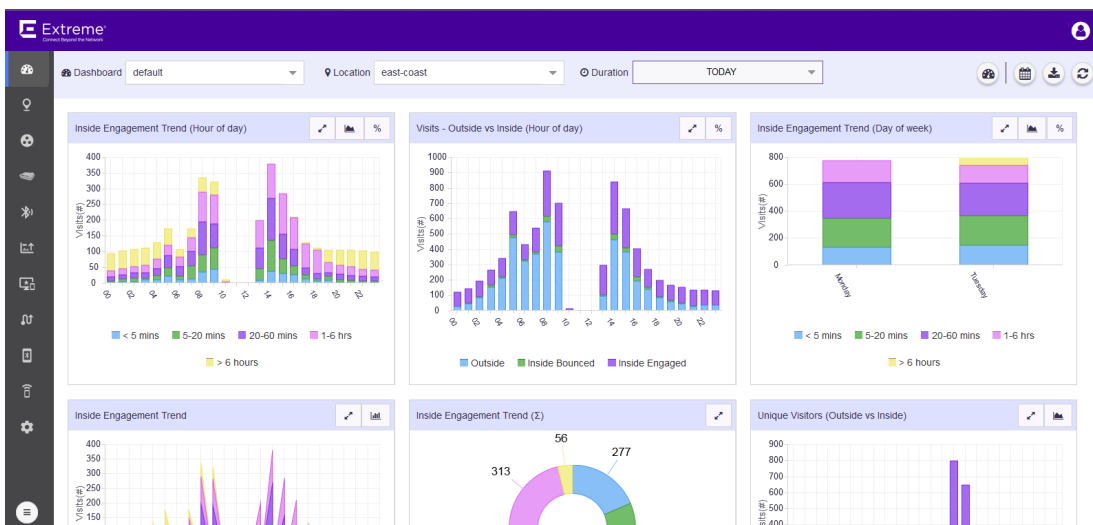 Extreme
Connect Beyond the Network
Dashboard default Location east-coast Duration TODAY
Inside Engagement Trend (Hour of day) %
400
350
300
250
200
150
100
50
0
Visits(#)
00 02 04 06 08 10 12 14 16 18 20 22
< 5 mins 5-20 mins 20-60 mins 1-6 hrs
> 6 hours
Visits - Outside vs Inside (Hour of day) %
1000
900
800
700
600
500
400
300
200
100
0
Visits(#)
00 02 04 06 08 10 12 14 16 18 20 22
Outside Inside Bounced Inside Engaged
Inside Engagement Trend (Day of week) %
800
600
400
200
0
Visits(#)
Monday Tuesday
< 5 mins 5-20 mins 20-60 mins 1-6 hrs
> 6 hours
Inside Engagement Trend
400
350
300
250
200
150
Visits(#)
Inside Engagement Trend (Σ)
56
277
313
Unique Visitors (Outside vs Inside)
900
800
700
600
500
400